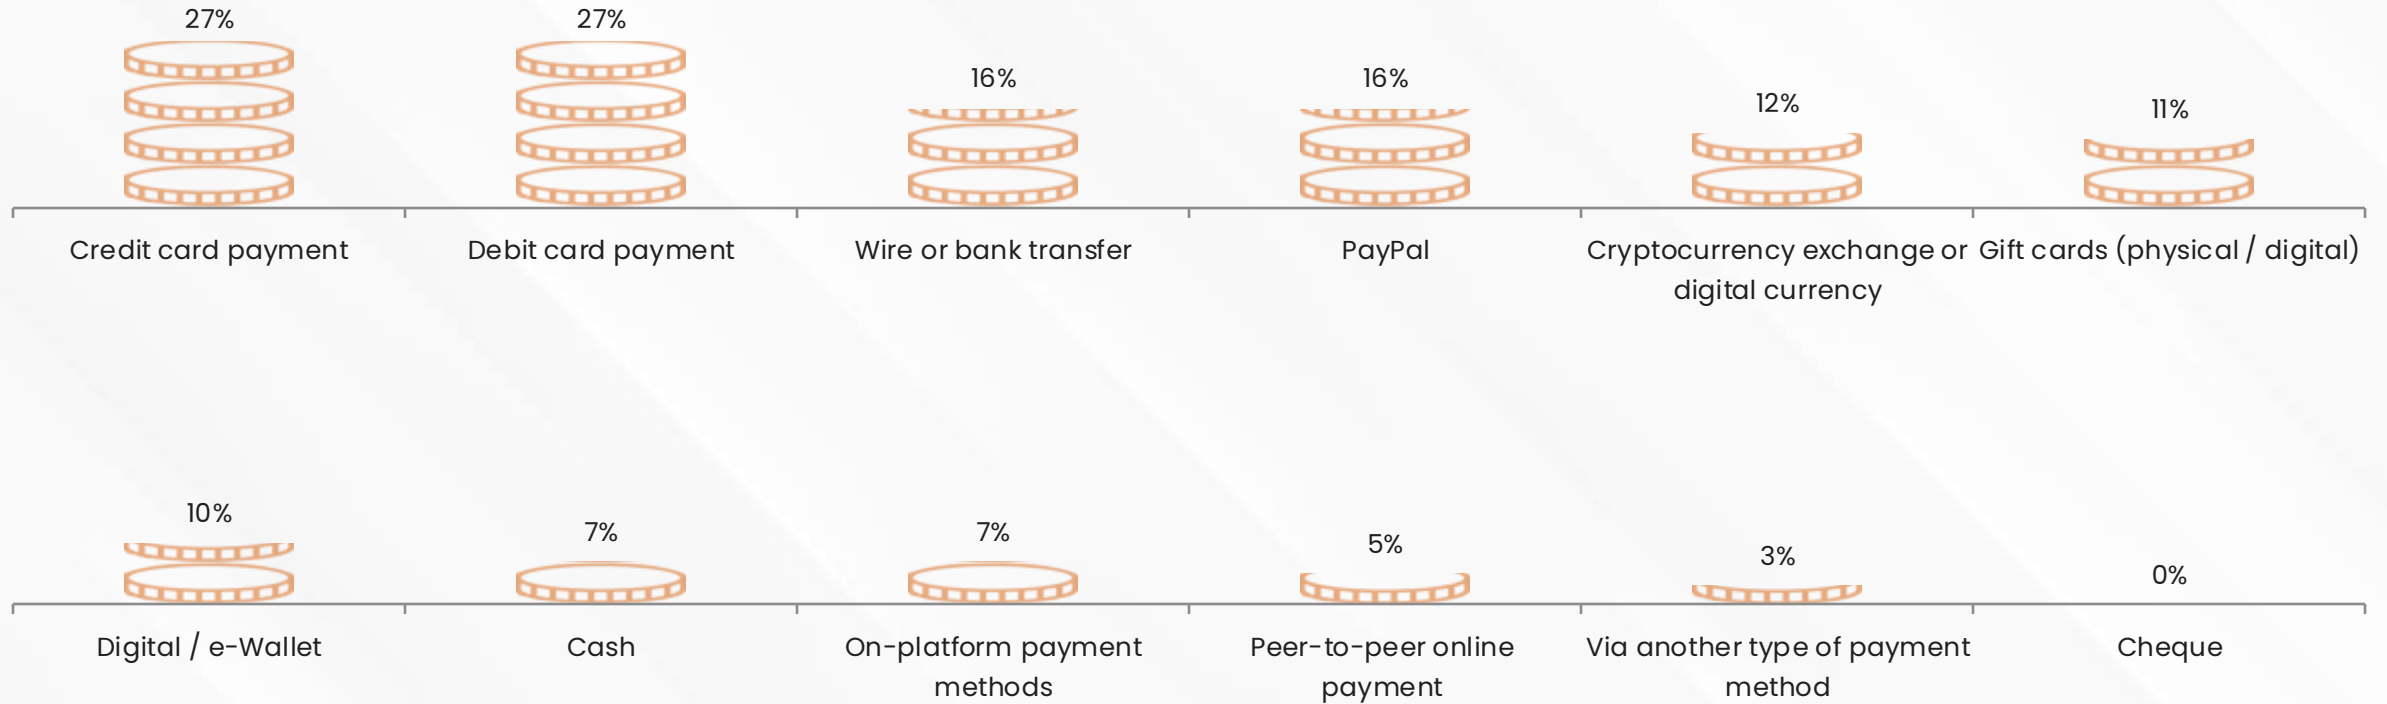 27%
27%
16%
16%
12%
11%
Credit card payment
Debit card payment
Wire or bank transfer
PayPal
Cryptocurrency exchange or
digital currency
Gift cards (physical / digital)
10%
7%
7%
5%
3%
0%
Digital / e-Wallet
Cash
On-platform payment
methods
Peer-to-peer online
payment
Via another type of payment
method
Cheque